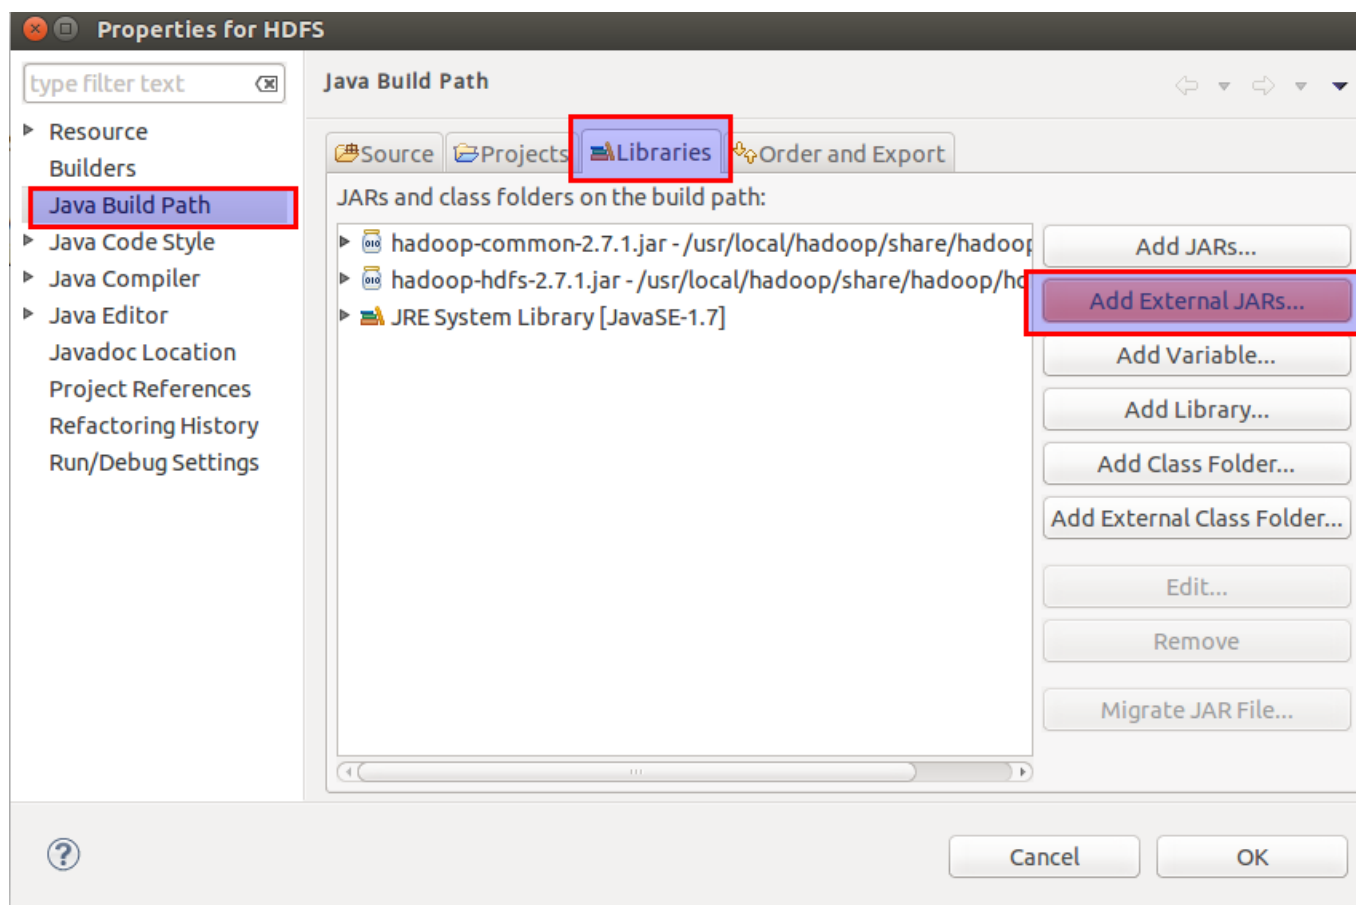 Properties for HDFS
type filter text
Resource
Builders
Java Build Path
Java Code Style
Java Compiler
Java Editor
Javadoc Location
Project References
Refactoring History
Run/Debug Settings
Java Build Path
Source Projects Libraries Order and Export
JARs and class folders on the build path:
hadoop-common-2.7.1.jar - /usr/local/hadoop/share/hadoop
hadoop-hdfs-2.7.1.jar - /usr/local/hadoop/share/hadoop/
JRE System Library [JavaSE-1.7]
Add JARs...
Add External JARs...
Add Variable...
Add Library...
Add Class Folder...
Add External Class Folder...
Edit...
Remove
Migrate JAR File...
Cancel OK